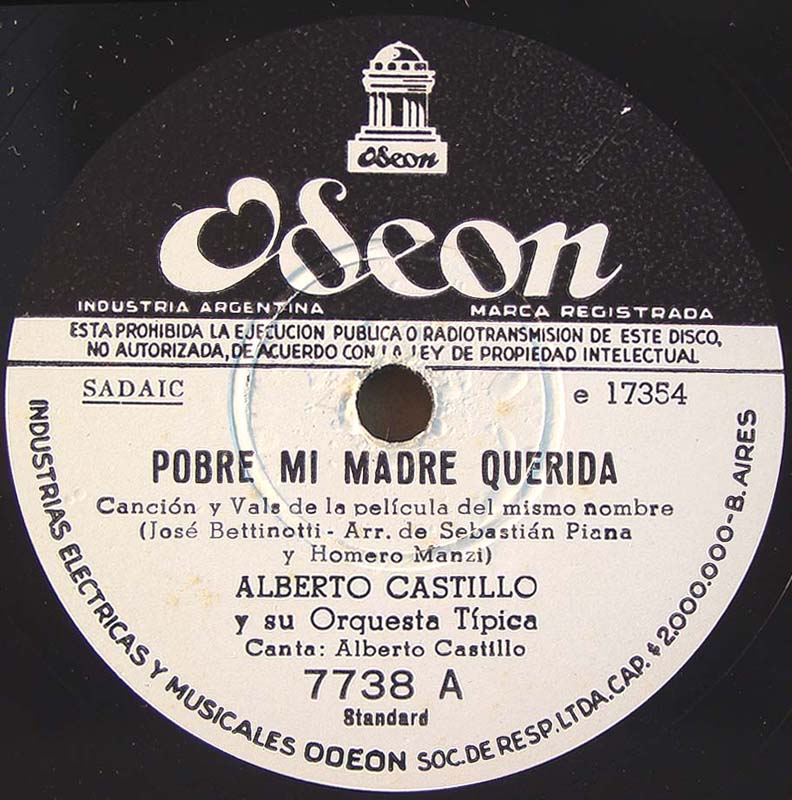 Odeon
Odeon
INDUSTRIA ARGENTINA MARCA REGISTRADA
ESTA PROHIBIDA LA EJECUCION PUBLICA O RADIOTRANSMISION DE ESTE DISCO,
NO AUTORIZADA, DE ACUERDO CON LA LEY DE PROPIEDAD INTELECTUAL
SADAIC e 17354
POBRE MI MADRE QUERIDA
Canción y Vals de la película del mismo nombre
(José Bettinotti - Arr. de Sebastián Piana
y Homero Manzi)
ALBERTO CASTILLO
y su Orquesta Típica
Canta: Alberto Castillo
7738 A
Standard
INDUSTRIAS ELECTRICAS Y MUSICALES ODEON SOC. DE RESP. LTDA. CAP. $ 2.000.000-B. AIRES